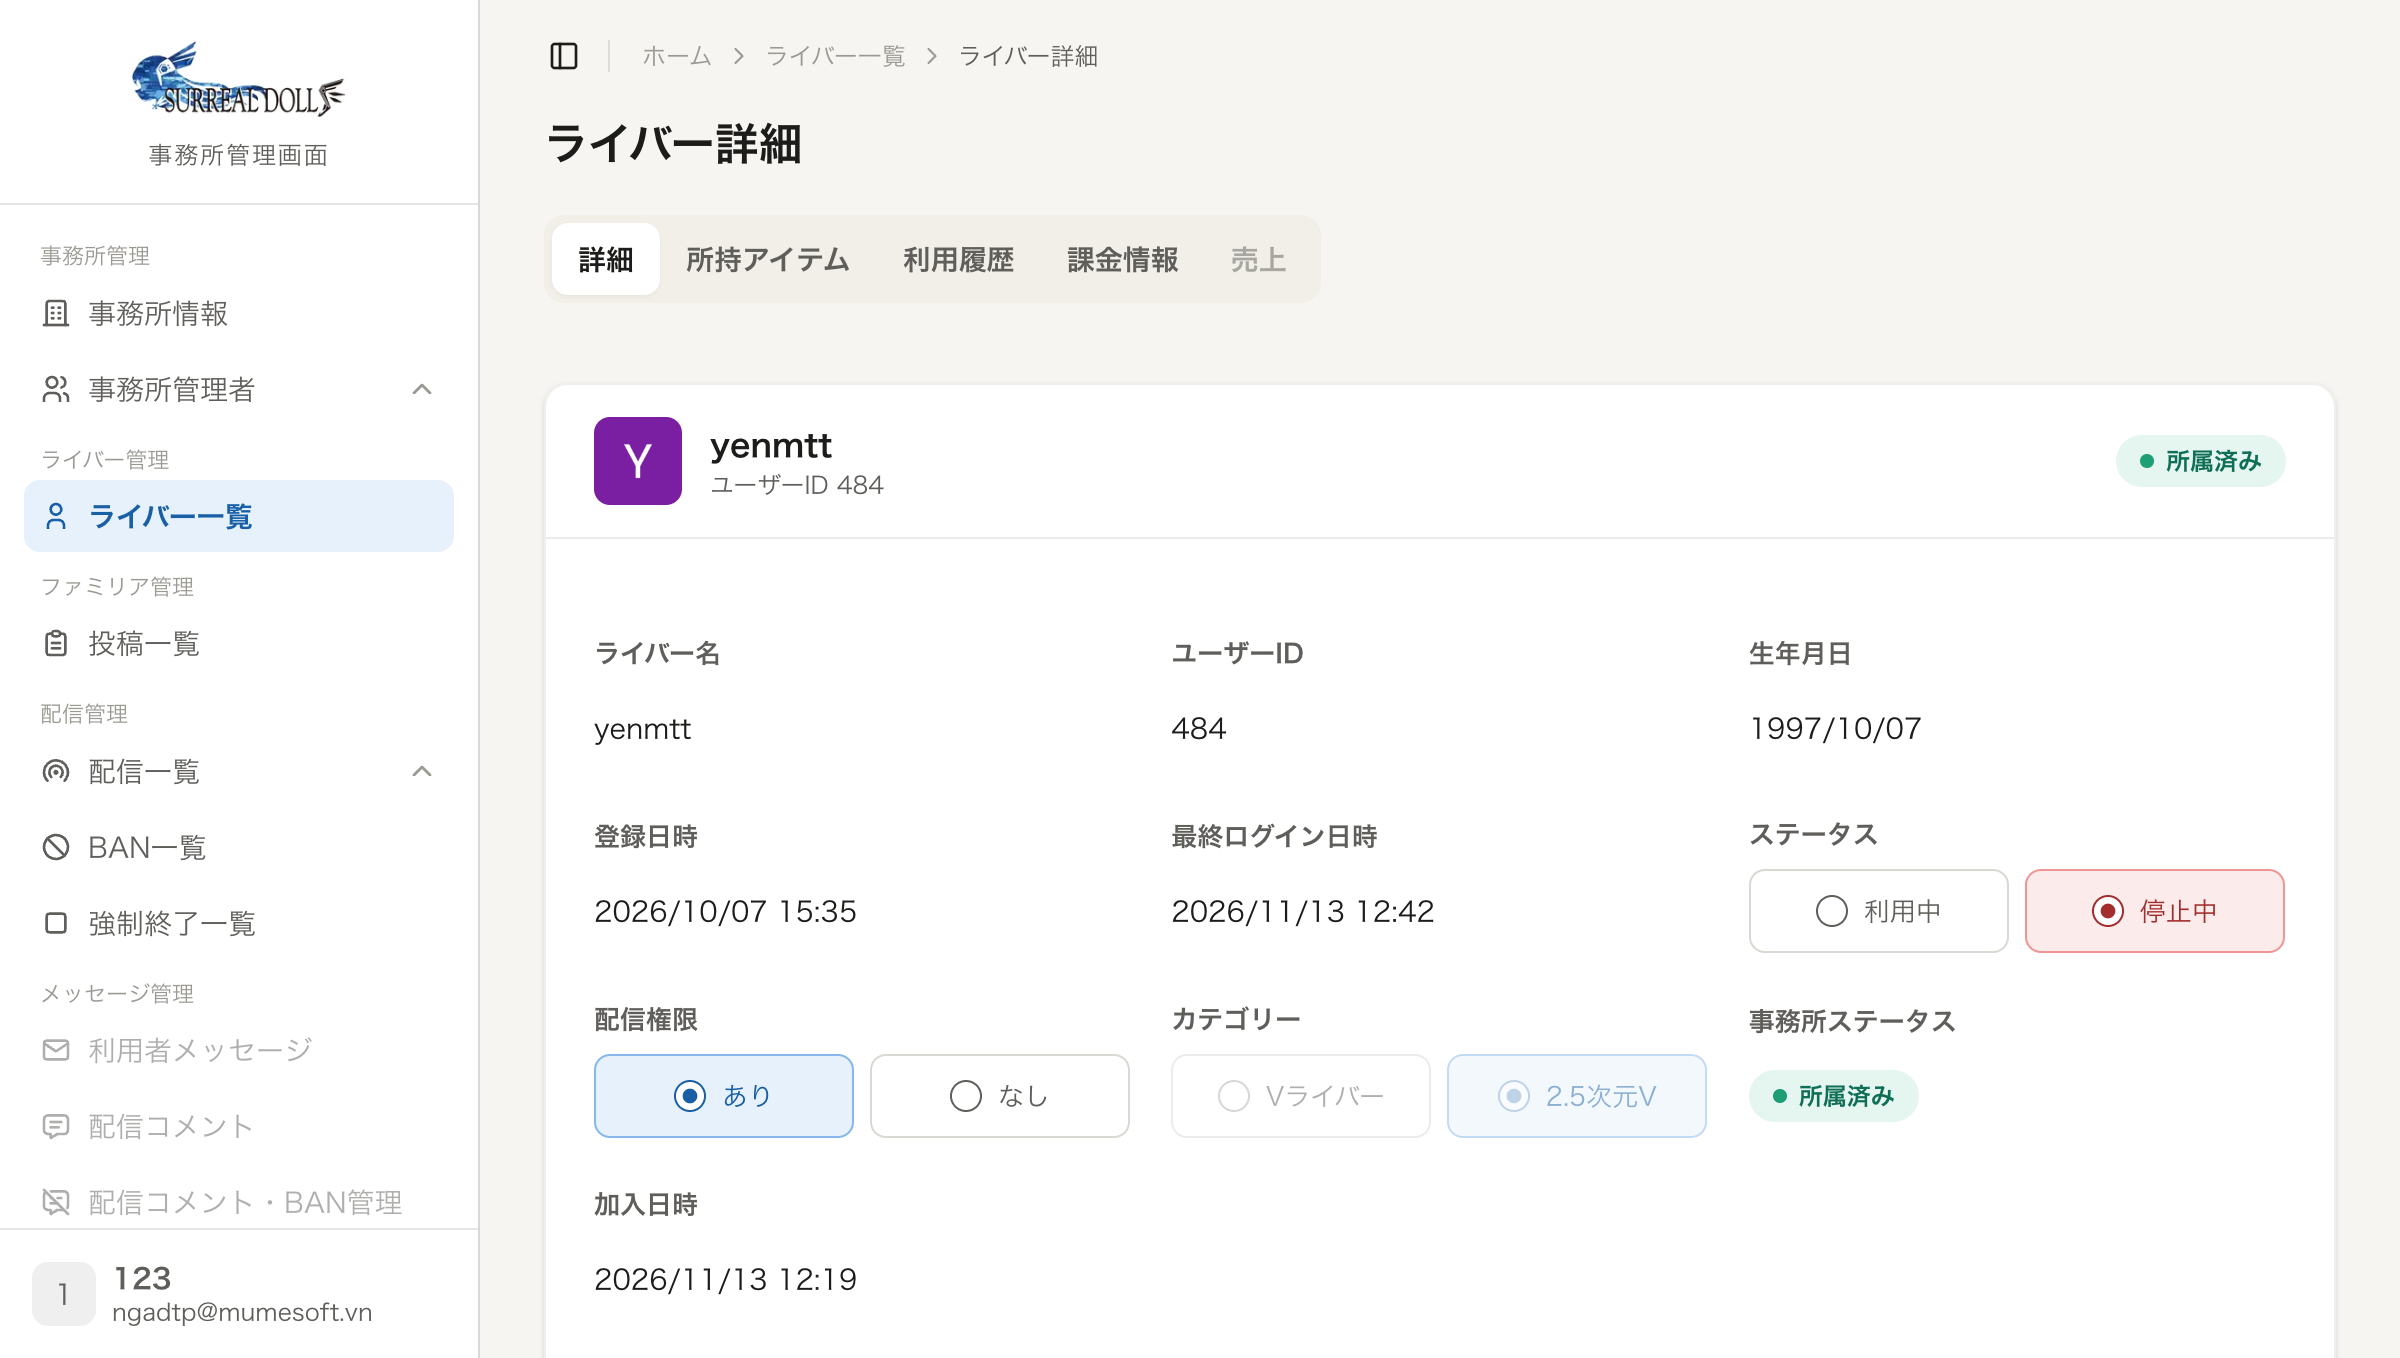 SURREAL DOLLS
事務所管理画面
事務所管理
事務所情報
事務所管理者
ライバー管理
ライバー一覧
ファミリア管理
投稿一覧
配信管理
配信一覧
BAN一覧
強制終了一覧
メッセージ管理
利用者メッセージ
配信コメント
配信コメント・BAN管理
1
123
ngadtp@mumesoft.vn
ホーム > ライバー一覧 > ライバー詳細
ライバー詳細
詳細 所持アイテム 利用履歴 課金情報 売上
Y
yenmtt
ユーザーID 484
所属済み
ライバー名 ユーザーID 生年月日
yenmtt 484 1997/10/07
登録日時 最終ログイン日時 ステータス
2026/10/07 15:35 2026/11/13 12:42 利用中 停止中
配信権限 カテゴリー 事務所ステータス
あり なし Vライバー 2.5次元V 所属済み
加入日時
2026/11/13 12:19